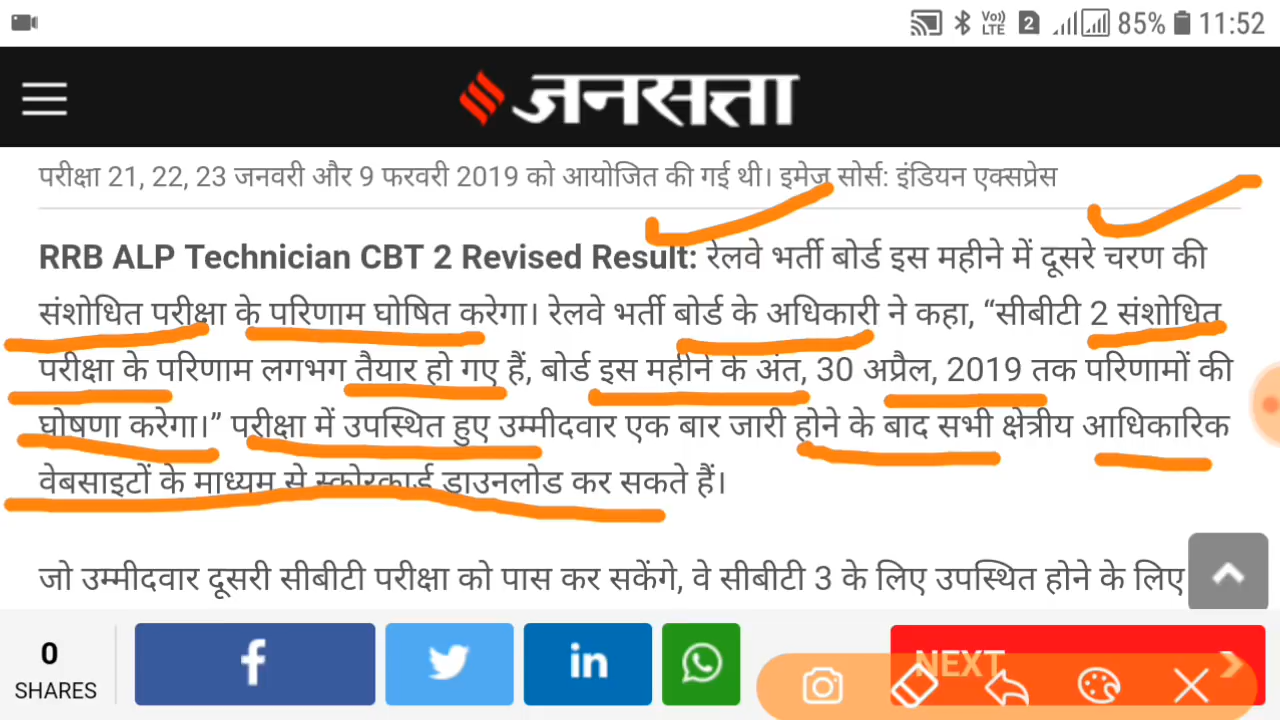 Vo)) 2 85% 11:52
LTE
जनसत्ता
परीक्षा 21, 22, 23 जनवरी और 9 फरवरी 2019 को आयोजित की गई थी। इमेज सोर्स: इंडियन एक्सप्रेस
RRB ALP Technician CBT 2 Revised Result: रेलवे भर्ती बोर्ड इस महीने में दूसरे चरण की
संशोधित परीक्षा के परिणाम घोषित करेगा। रेलवे भर्ती बोर्ड के अधिकारी ने कहा, “सीबीटी 2 संशोधित
परीक्षा के परिणाम लगभग तैयार हो गए हैं, बोर्ड इस महीने के अंत, 30 अप्रैल, 2019 तक परिणामों की
घोषणा करेगा।” परीक्षा में उपस्थित हुए उम्मीदवार एक बार जारी होने के बाद सभी क्षेत्रीय आधिकारिक
वेबसाइटों के माध्यम से स्कोरकार्ड डाउनलोड कर सकते हैं।
जो उम्मीदवार दूसरी सीबीटी परीक्षा को पास कर सकेंगे, वे सीबीटी 3 के लिए उपस्थित होने के लिए
0
SHARES
f
in
NEXT